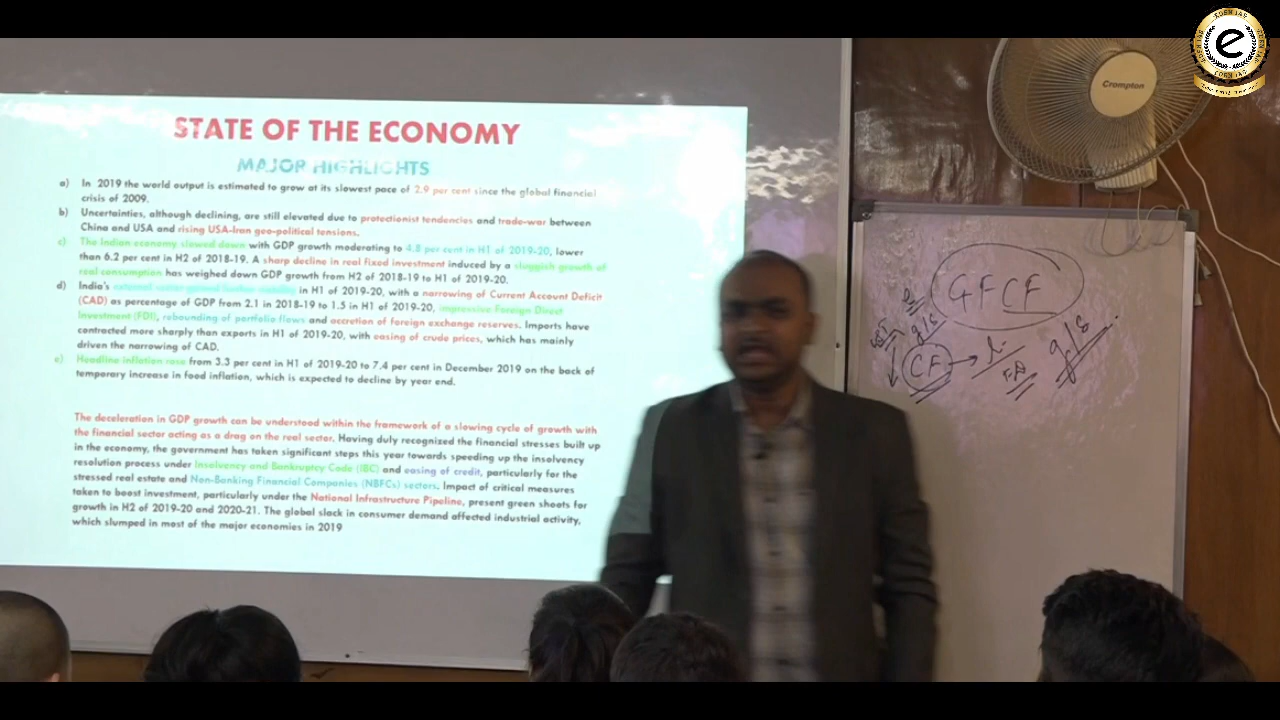 STATE OF THE ECONOMY
MAJOR HIGHLIGHTS
a) In 2019 the world output is estimated to grow at its slowest pace of 2.9 per cent since the global financial
crisis of 2009.
b) Uncertainties, although declining, are still elevated due to protectionist tendencies and trade-war between
China and USA and rising USA-Iran geo-political tensions.
c) The Indian economy slowed down with GDP growth moderating to 4.8 per cent in H1 of 2019-20, lower
than 6.2 per cent in H2 of 2018-19. A sharp decline in real fixed investment induced by a sluggish growth of
real consumption has weighed down GDP growth from H2 of 2018-19 to H1 of 2019-20.
d) India's external sector gained further stability in H1 of 2019-20, with a narrowing of Current Account Deficit
(CAD) as percentage of GDP from 2.1 in 2018-19 to 1.5 in H1 of 2019-20, impressive Foreign Direct
Investment (FDI), rebounding of portfolio flows and accretion of foreign exchange reserves. Imports have
contracted more sharply than exports in H1 of 2019-20, with easing of crude prices, which has mainly
driven the narrowing of CAD.
e) Headline inflation rose from 3.3 per cent in H1 of 2019-20 to 7.4 per cent in December 2019 on the back of
temporary increase in food inflation, which is expected to decline by year end.
The deceleration in GDP growth can be understood within the framework of a slowing cycle of growth with
the financial sector acting as a drag on the real sector. Having duly recognized the financial stresses built up
in the economy, the government has taken significant steps this year towards speeding up the insolvency
resolution process under Insolvency and Bankruptcy Code (IBC) and easing of credit, particularly for the
stressed real estate and Non-Banking Financial Companies (NBFCs) sectors. Impact of critical measures
taken to boost investment, particularly under the National Infrastructure Pipeline, present green shoots for
growth in H2 of 2019-20 and 2020-21. The global slack in consumer demand affected industrial activity,
which slumped in most of the major economies in 2019
Crompton
GFCF
g/s
CF
g/s
e
EDEN IAS